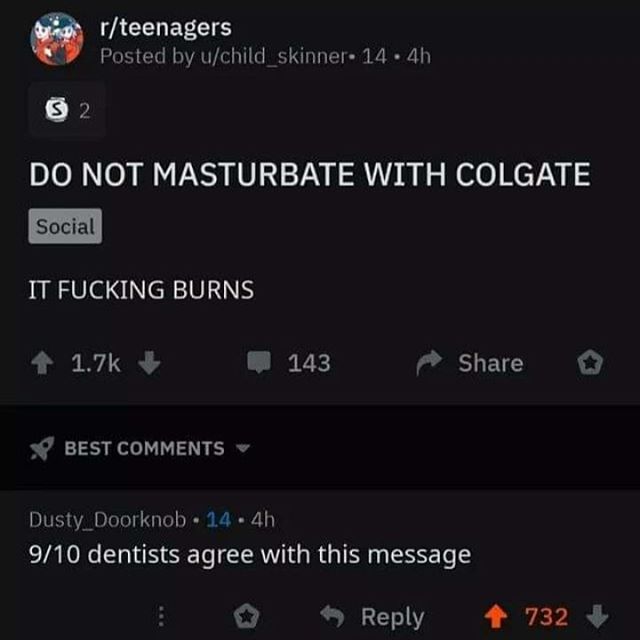 r/teenagers
Posted by u/child_skinner• 14 • 4h
S 2
DO NOT MASTURBATE WITH COLGATE
Social
IT FUCKING BURNS
1.7k 143 Share
BEST COMMENTS
Dusty_Doorknob • 14 • 4h
9/10 dentists agree with this message
Reply 732